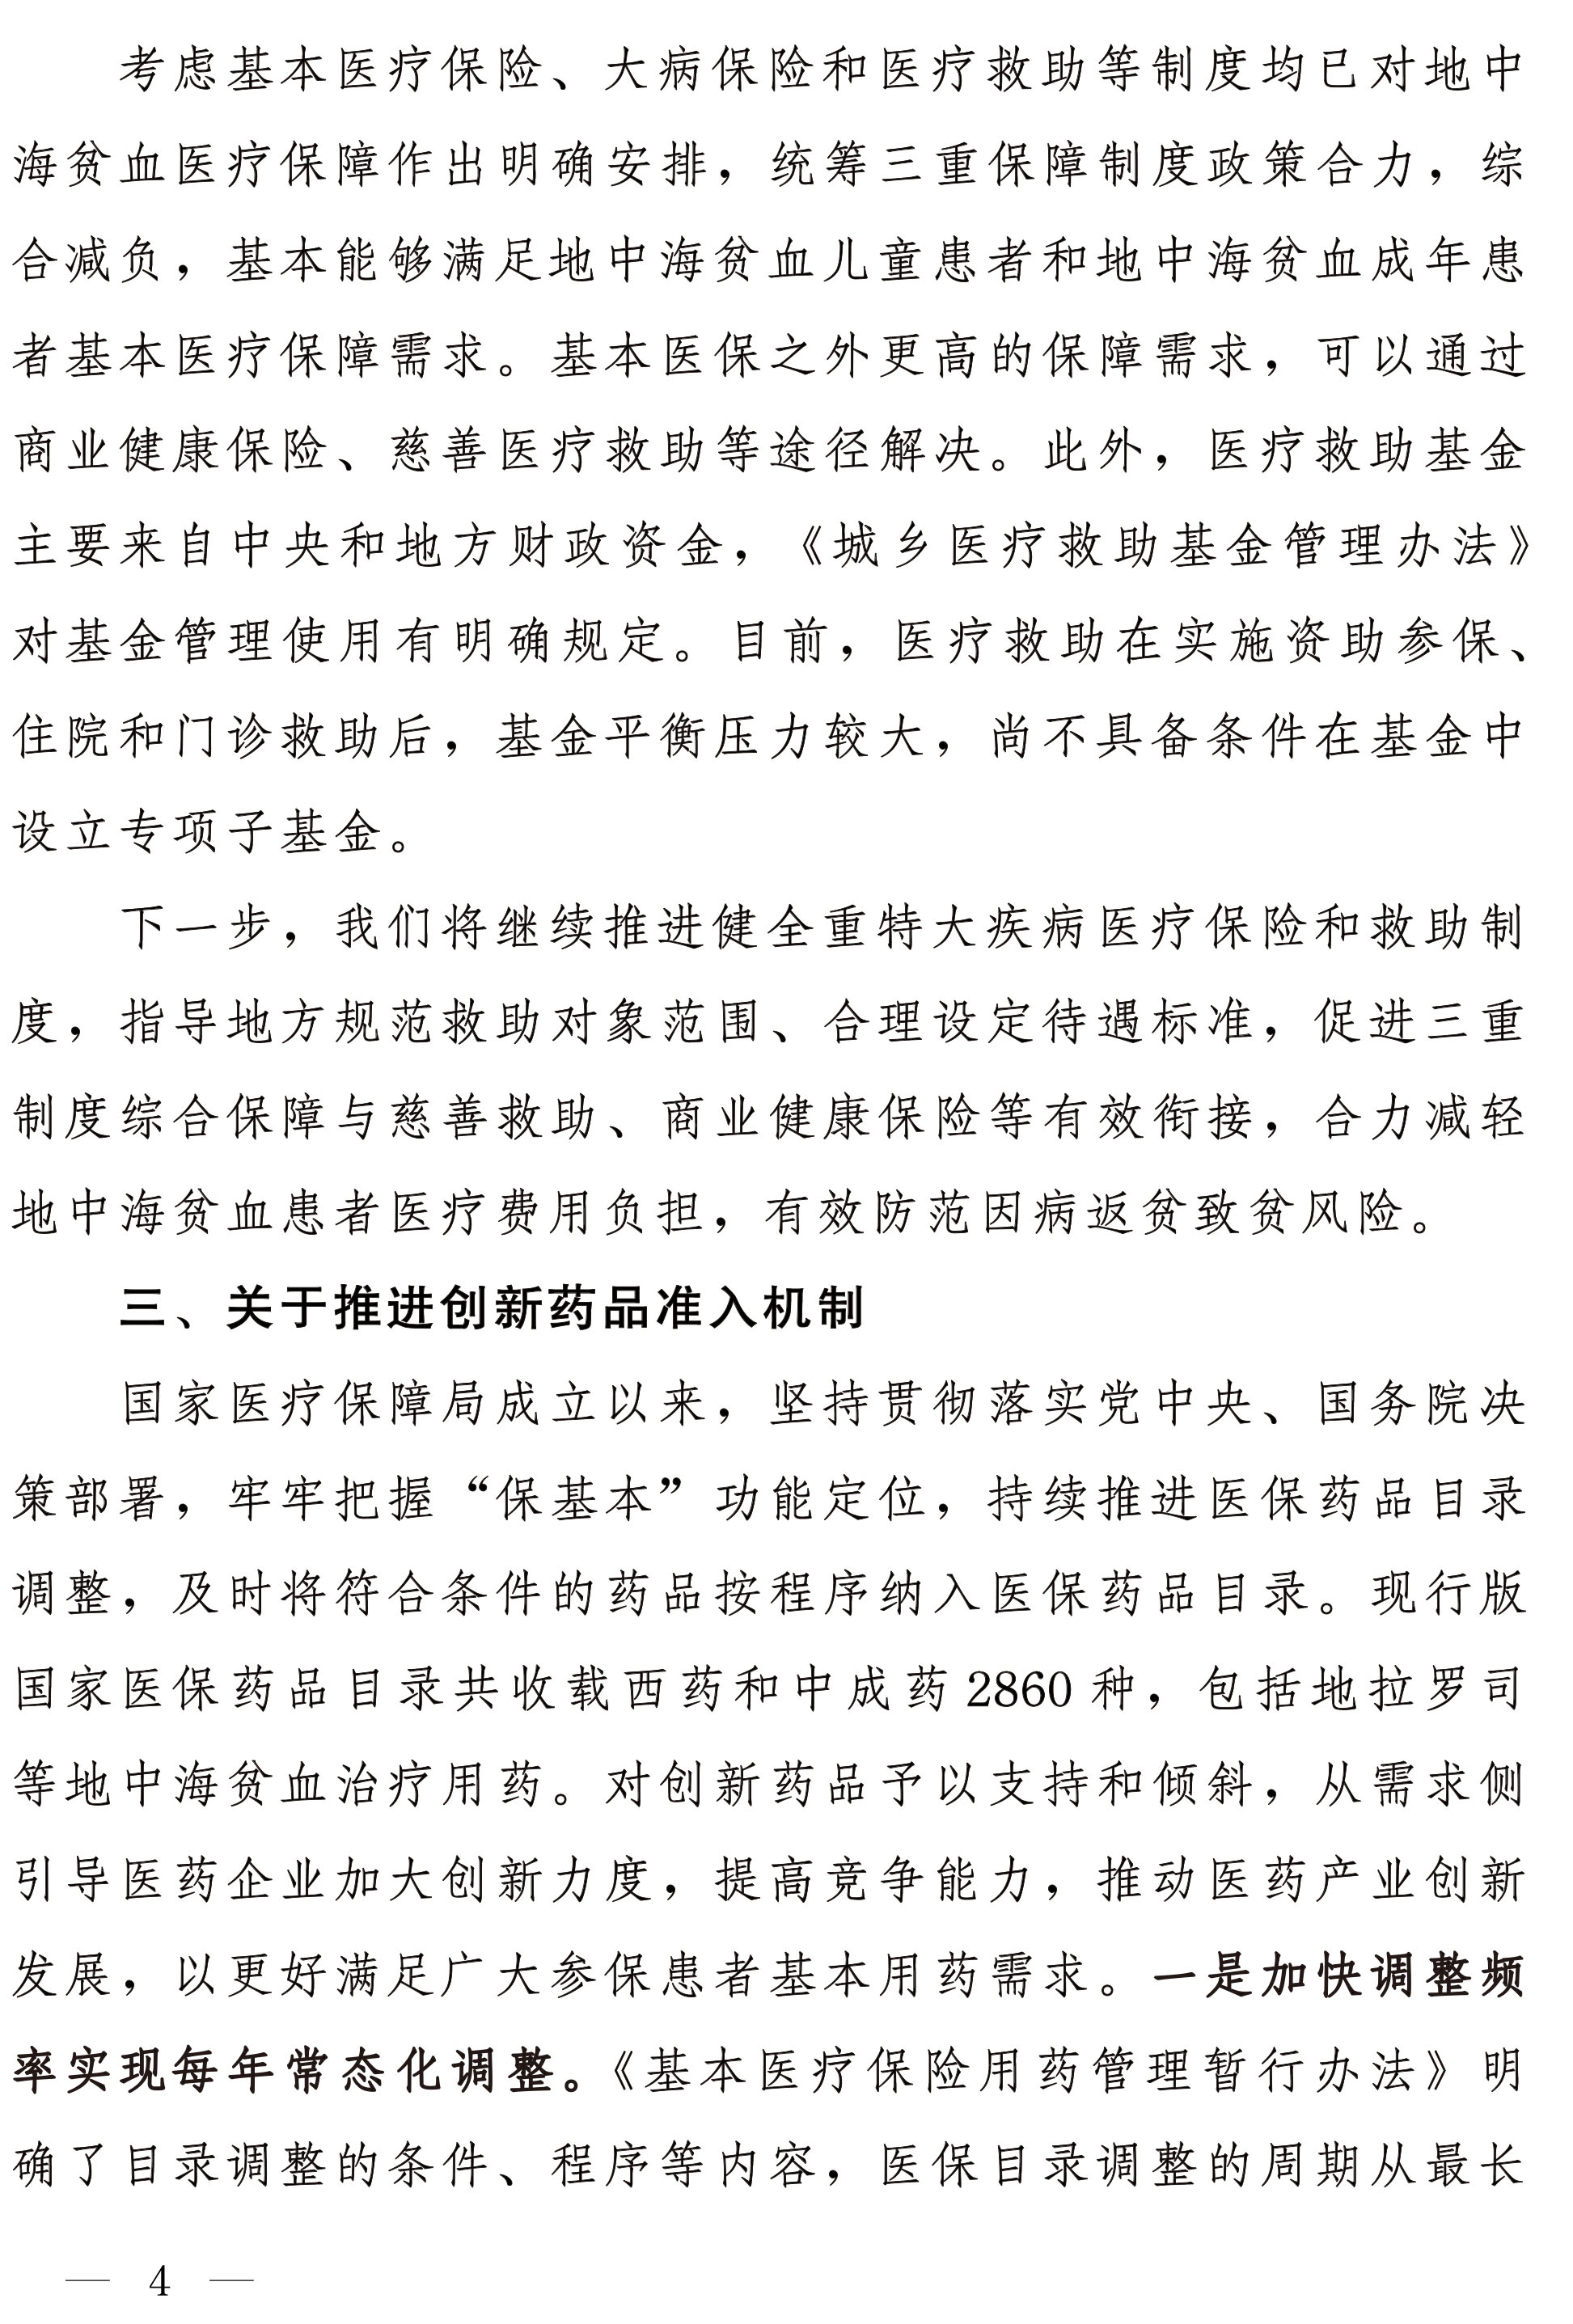 考虑基本医疗保险、大病保险和医疗救助等制度均已对地中
海贫血医疗保障作出明确安排，统筹三重保障制度政策合力，综
合减负，基本能够满足地中海贫血儿童患者和地中海贫血成年患
者基本医疗保障需求。基本医保之外更高的保障需求，可以通过
商业健康保险、慈善医疗救助等途径解决。此外，医疗救助基金
主要来自中央和地方财政资金，《城乡医疗救助基金管理办法》
对基金管理使用有明确规定。目前，医疗救助在实施资助参保、
住院和门诊救助后，基金平衡压力较大，尚不具备条件在基金中
设立专项子基金。
下一步，我们将继续推进健全重特大疾病医疗保险和救助制
度，指导地方规范救助对象范围、合理设定待遇标准，促进三重
制度综合保障与慈善救助、商业健康保险等有效衔接，合力减轻
地中海贫血患者医疗费用负担，有效防范因病返贫致贫风险。
三、关于推进创新药品准入机制
国家医疗保障局成立以来，坚持贯彻落实党中央、国务院决
策部署，牢牢把握“保基本”功能定位，持续推进医保药品目录
调整，及时将符合条件的药品按程序纳入医保药品目录。现行版
国家医保药品目录共收载西药和中成药2860种，包括地拉罗司
等地中海贫血治疗用药。对创新药品予以支持和倾斜，从需求侧
引导医药企业加大创新力度，提高竞争能力，推动医药产业创新
发展，以更好满足广大参保患者基本用药需求。一是加快调整频
率实现每年常态化调整。《基本医疗保险用药管理暂行办法》明
确了目录调整的条件、程序等内容，医保目录调整的周期从最长
— 4 —